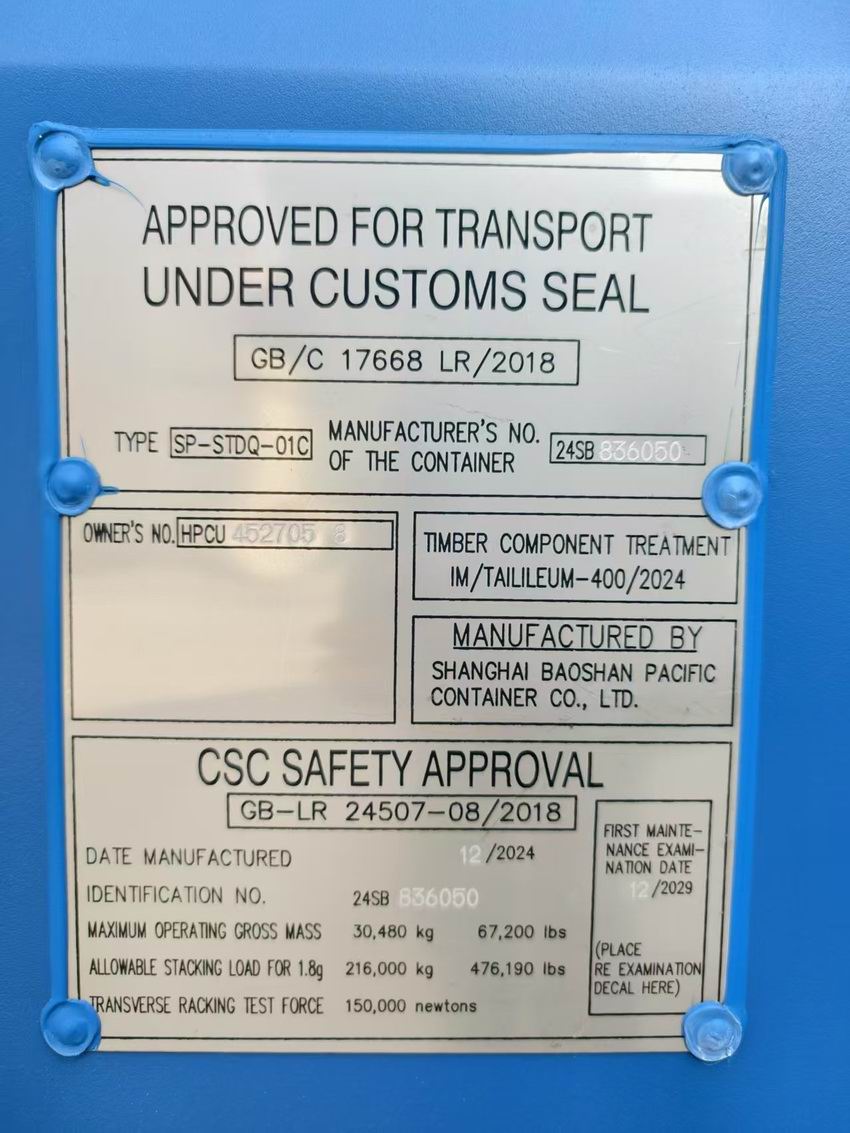 APPROVED FOR TRANSPORT
UNDER CUSTOMS SEAL
GB/C 17668 LR/2018
TYPE SP-STDQ-01C
MANUFACTURER'S NO.
OF THE CONTAINER
24SB 836050
OWNER'S NO. HPCU 452705 8
TIMBER COMPONENT TREATMENT
IM/TAILILEUM-400/2024
MANUFACTURED BY
SHANGHAI BAOSHAN PACIFIC
CONTAINER CO., LTD.
CSC SAFETY APPROVAL
GB-LR 24507-08/2018
DATE MANUFACTURED 12/2024
IDENTIFICATION NO. 24SB 836050
MAXIMUM OPERATING GROSS MASS 30,480 kg 67,200 lbs
ALLOWABLE STACKING LOAD FOR 1.8g 216,000 kg 476,190 lbs
TRANSVERSE RACKING TEST FORCE 150,000 newtons
FIRST MAINTE-
NANCE EXAMI-
NATION DATE
12/2029
(PLACE
RE EXAMINATION
DECAL HERE)